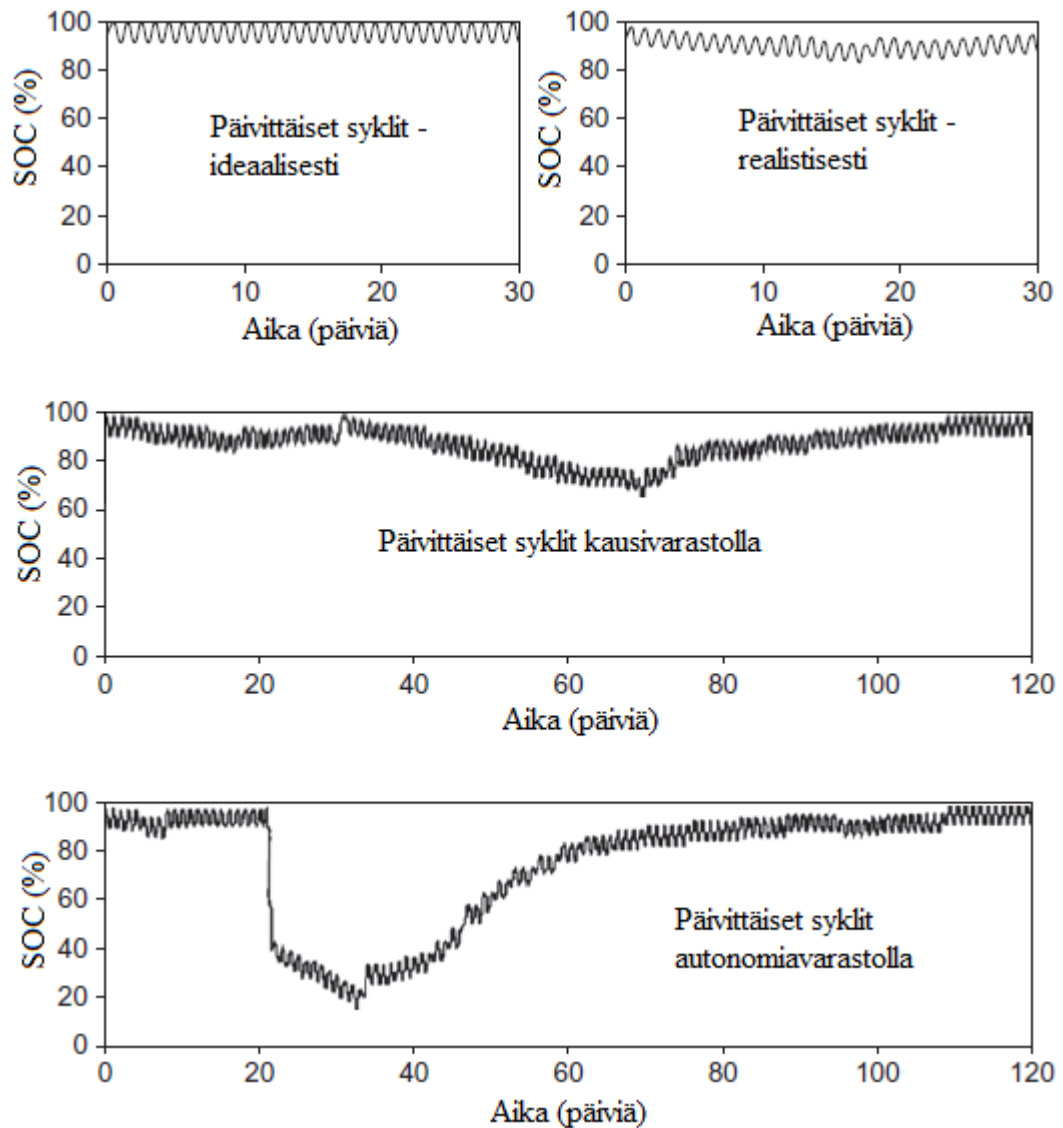 100
80
60
40
20
0
SOC (%)
Päivittäiset syklit -
ideaalisesti
0 10 20 30
Aika (päiviä)
100
80
60
40
20
0
SOC (%)
Päivittäiset syklit -
realistisesti
0 10 20 30
Aika (päiviä)
100
80
60
40
20
0
SOC (%)
Päivittäiset syklit kausivarastolla
0 20 40 60 80 100 120
Aika (päiviä)
100
80
60
40
20
0
SOC (%)
Päivittäiset syklit
autonomiavarastolla
0 20 40 60 80 100 120
Aika (päiviä)